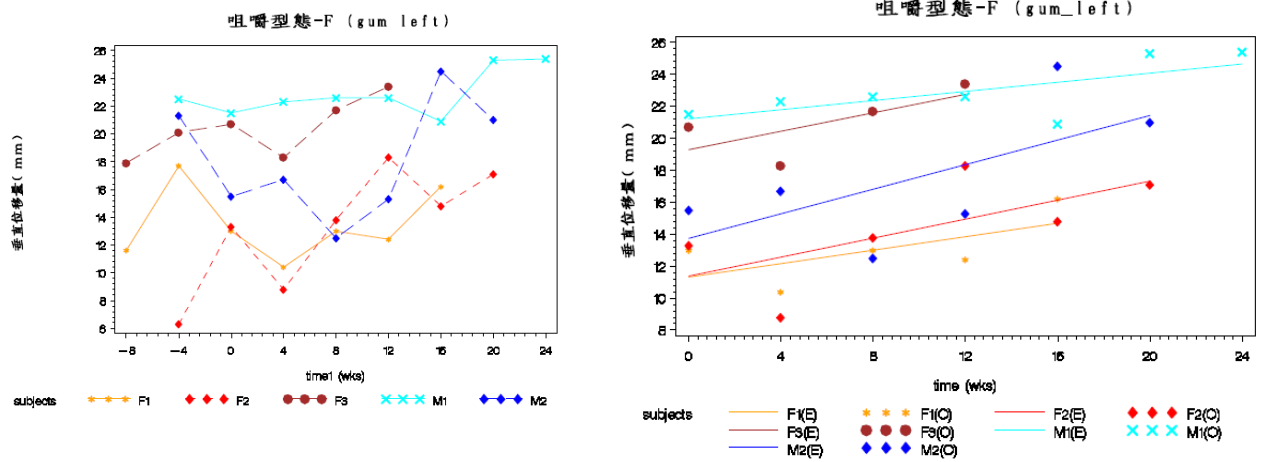 咀嚼型態-F (gum left)
垂直位移量( mm)
26
24
22
20
18
16
14
12
10
8
6
-8 -4 0 4 8 12 16 20 24
time1 (wks)
subjects F1 F2 F3 M1 M2
咀嚼型態-F (gum_left)
垂直位移量( mm)
26
24
22
20
18
16
14
12
10
8
0 4 8 12 16 20 24
time (wks)
subjects F1(E) F1(O) F2(E) F2(O)
F3(E) F3(O) M1(E) M1(O)
M2(E) M2(O)